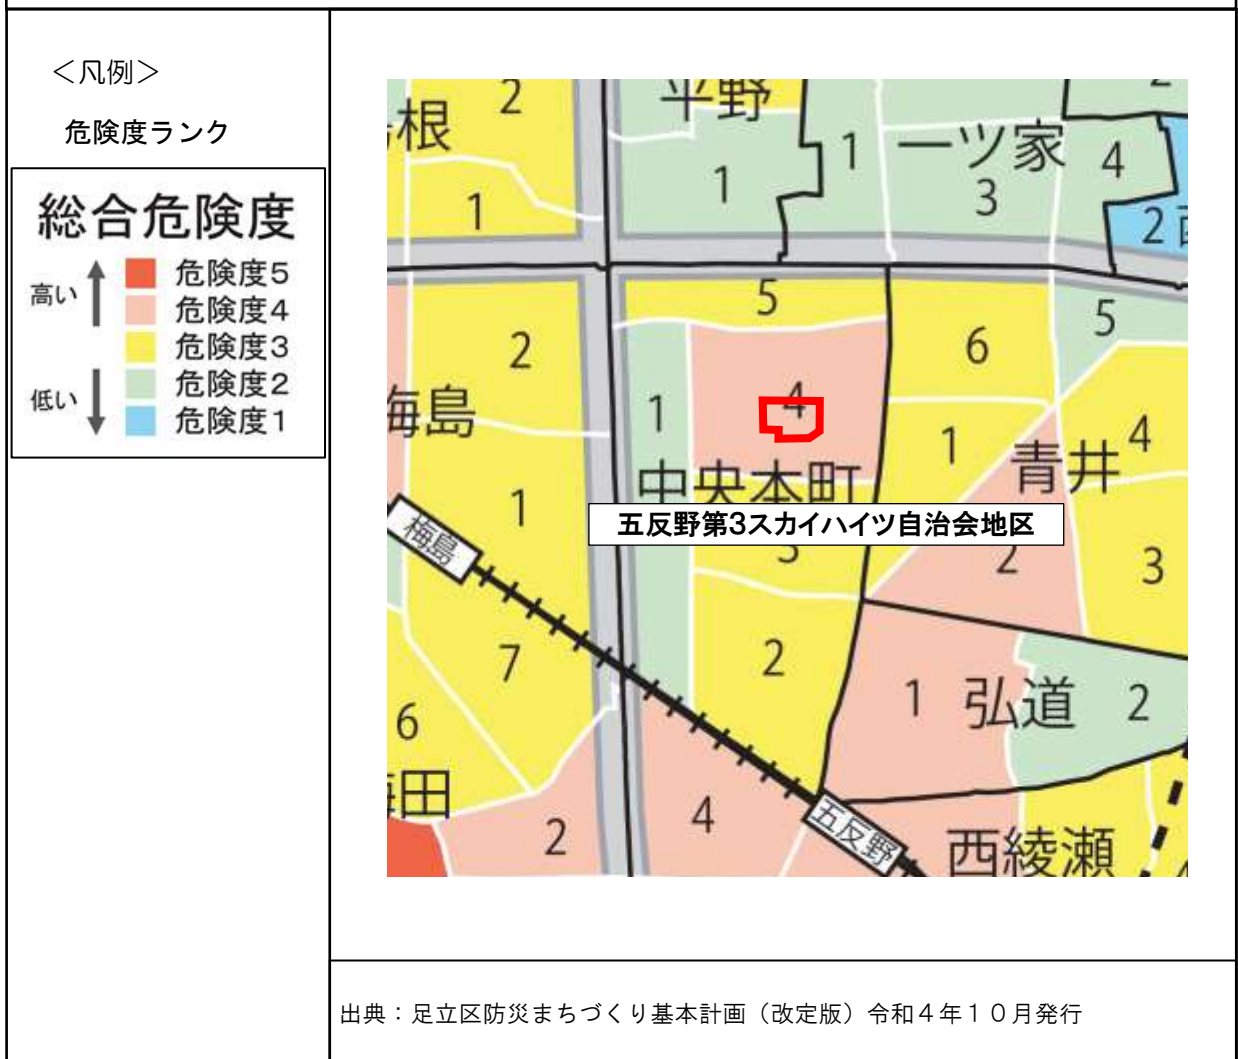 ＜凡例＞
危険度ランク
総合危険度
高い
低い
危険度5
危険度4
危険度3
危険度2
危険度1
2
根
1
平野
1
1
一ツ家
3
4
2
2
梅島
1
5
1
4
中央本町
6
5
1
青井
4
五反野第3スカイハイツ自治会地区
2
3
梅島
7
2
6
田
1
弘道
2
2
4
五反野
西綾瀬
出典：足立区防災まちづくり基本計画（改定版）令和４年１０月発行